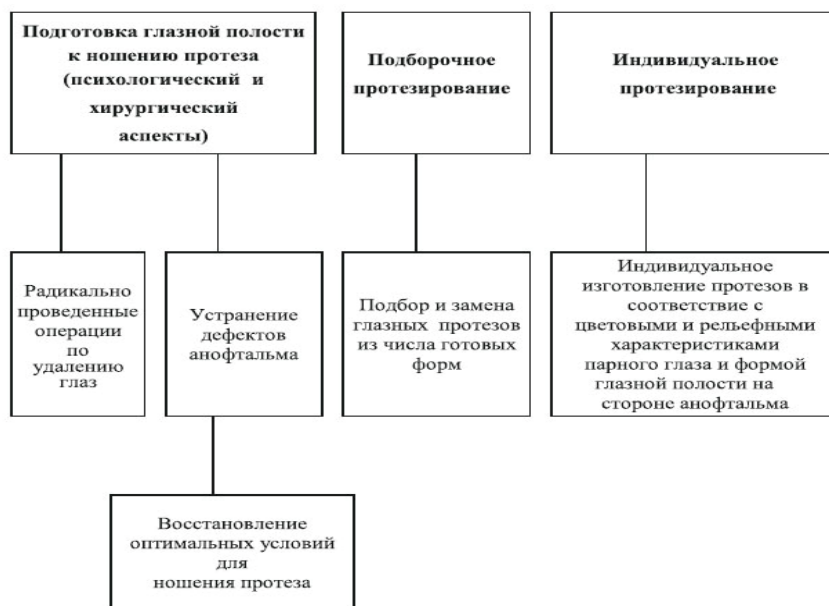 Подготовка глазной полости
к ношению протеза
(психологический и
хирургический
аспекты)
Подборочное
протезирование
Индивидуальное
протезирование
Радикально
проведенные
операции
по
удалению
глаз
Устранение
дефектов
анофтальма
Подбор и замена
глазных протезов
из числа готовых
форм
Индивидуальное
изготовление протезов в
соответствие с
цветовыми и рельефными
характеристиками
парного глаза и формой
глазной полости на
стороне анофтальма
Восстановление
оптимальных условий
для
ношения протеза